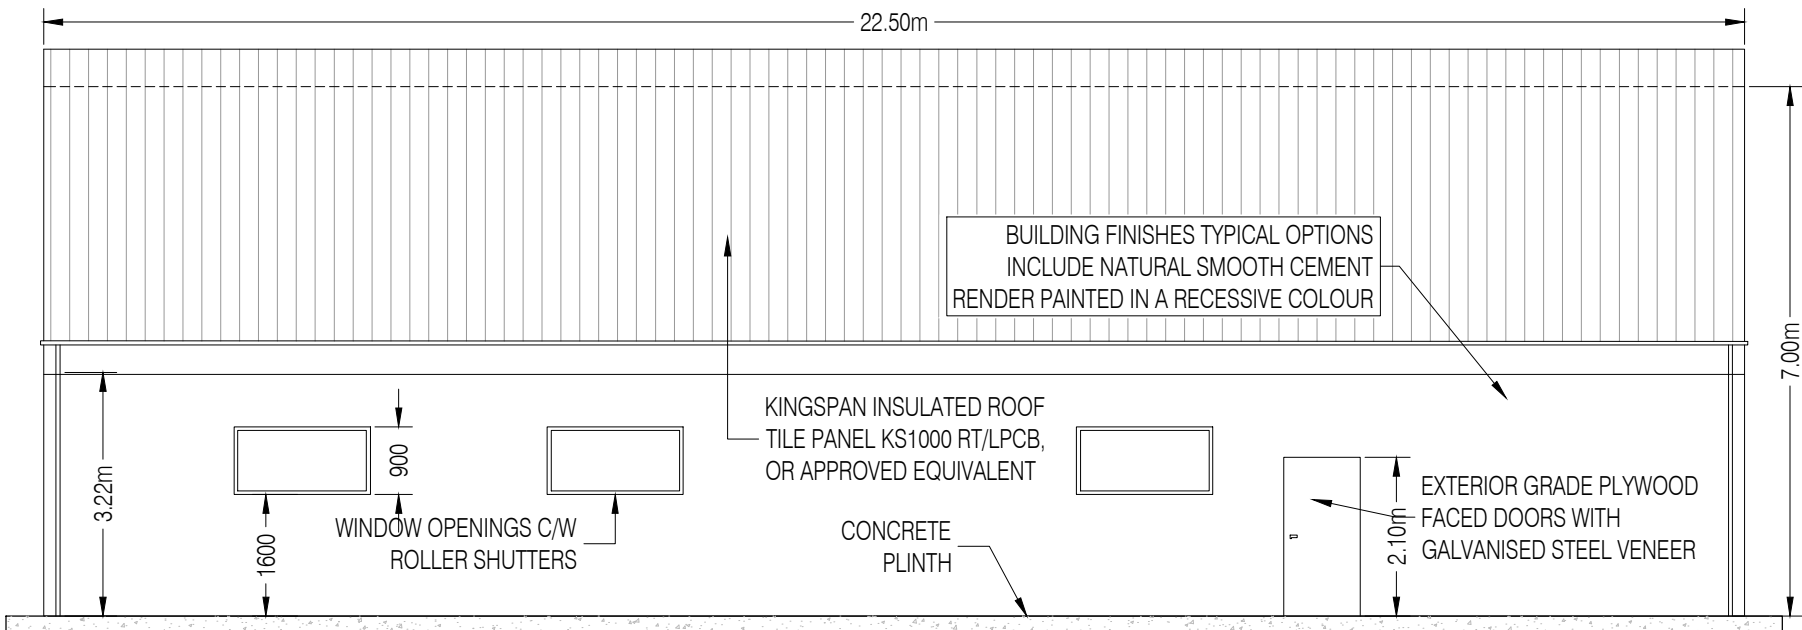 22.50m
BUILDING FINISHES TYPICAL OPTIONS
INCLUDE NATURAL SMOOTH CEMENT
RENDER PAINTED IN A RECESSIVE COLOUR
7.00m
KINGSPAN INSULATED ROOF
TILE PANEL KS1000 RT/LPCB,
OR APPROVED EQUIVALENT
3.22m
900
1600
WINDOW OPENINGS C/W
ROLLER SHUTTERS
CONCRETE
PLINTH
2.10m
EXTERIOR GRADE PLYWOOD
FACED DOORS WITH
GALVANISED STEEL VENEER